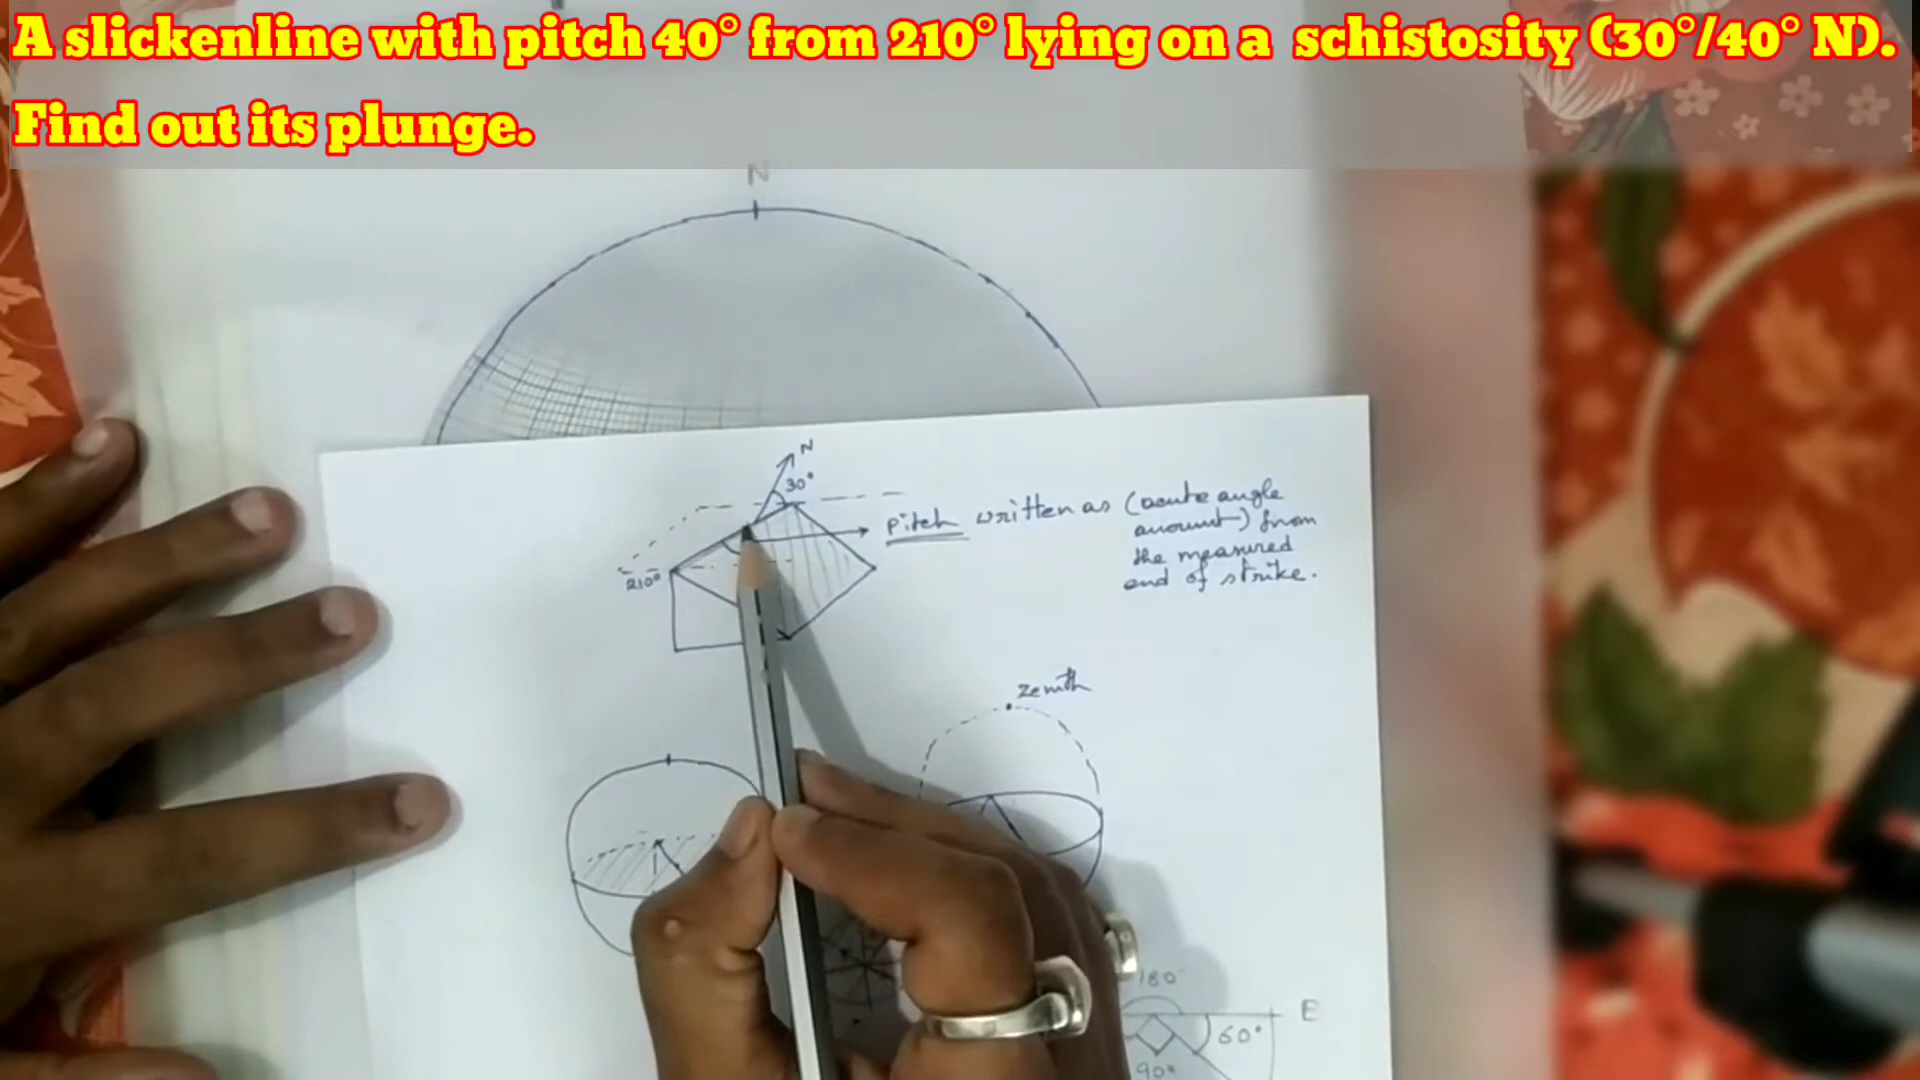 A slickenline with pitch 40° from 210° lying on a schistosity (30°/40° N).
Find out its plunge.
N
N
30°
210°
pitch written as (acute angle
amount) from
the measured
end of strike.
zenith
180°
E
60°
90°